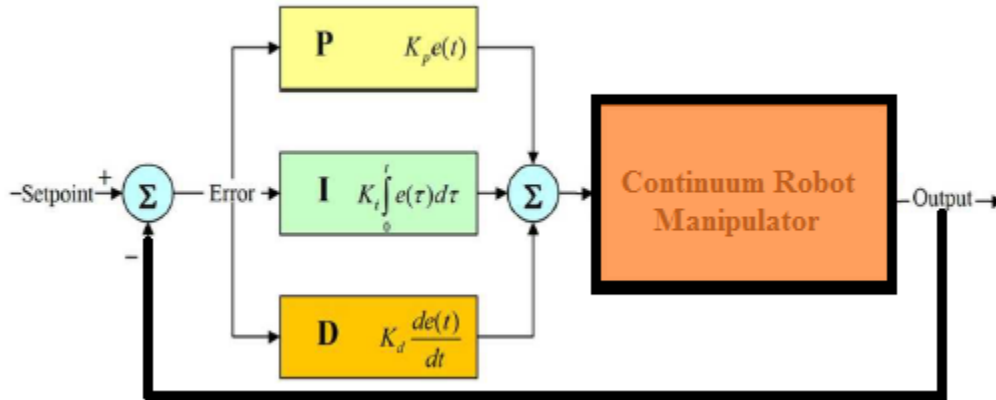 P K_p e(t)
–Setpoint
+
Σ
–
Error
I K_i ∫_0^t e(τ)dτ
Σ
Continuum Robot
Manipulator
Output
D K_d de(t)/dt